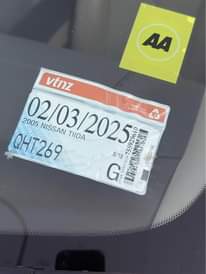 AA
vtnz
02/03/2025
2005 NISSAN TIIDA
QHT269
G